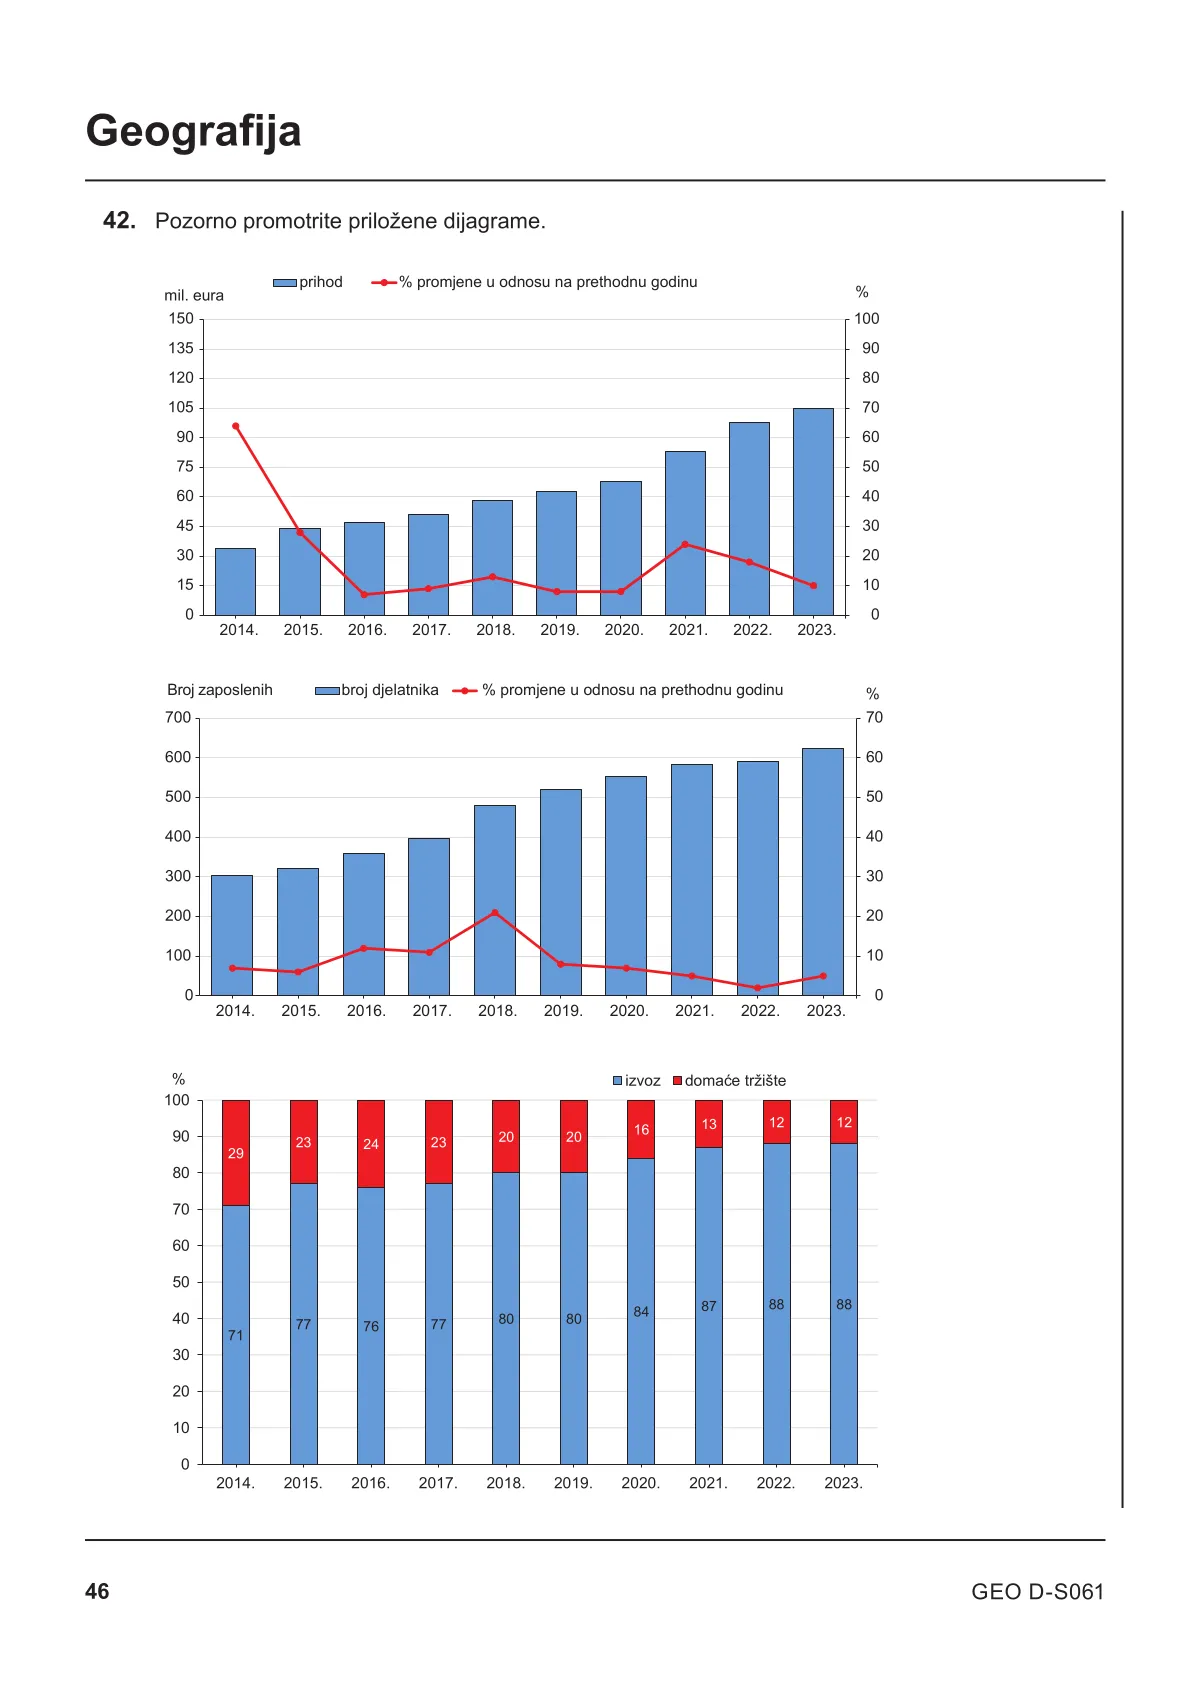 Geografija
42. Pozorno promotrite priložene dijagrame.
prihod % promjene u odnosu na prethodnu godinu
mil. eura %
150 100
135 90
120 80
105 70
90 60
75 50
60 40
45 30
30 20
15 10
0 0
2014. 2015. 2016. 2017. 2018. 2019. 2020. 2021. 2022. 2023.
Broj zaposlenih broj djelatnika % promjene u odnosu na prethodnu godinu %
700 70
600 60
500 50
400 40
300 30
200 20
100 10
0 0
2014. 2015. 2016. 2017. 2018. 2019. 2020. 2021. 2022. 2023.
% izvoz domaće tržište
100
90
80
70
60
50
40
30
20
10
0
29 23 24 23 20 20 16 13 12 12
71 77 76 77 80 80 84 87 88 88
2014. 2015. 2016. 2017. 2018. 2019. 2020. 2021. 2022. 2023.
46 GEO D-S061